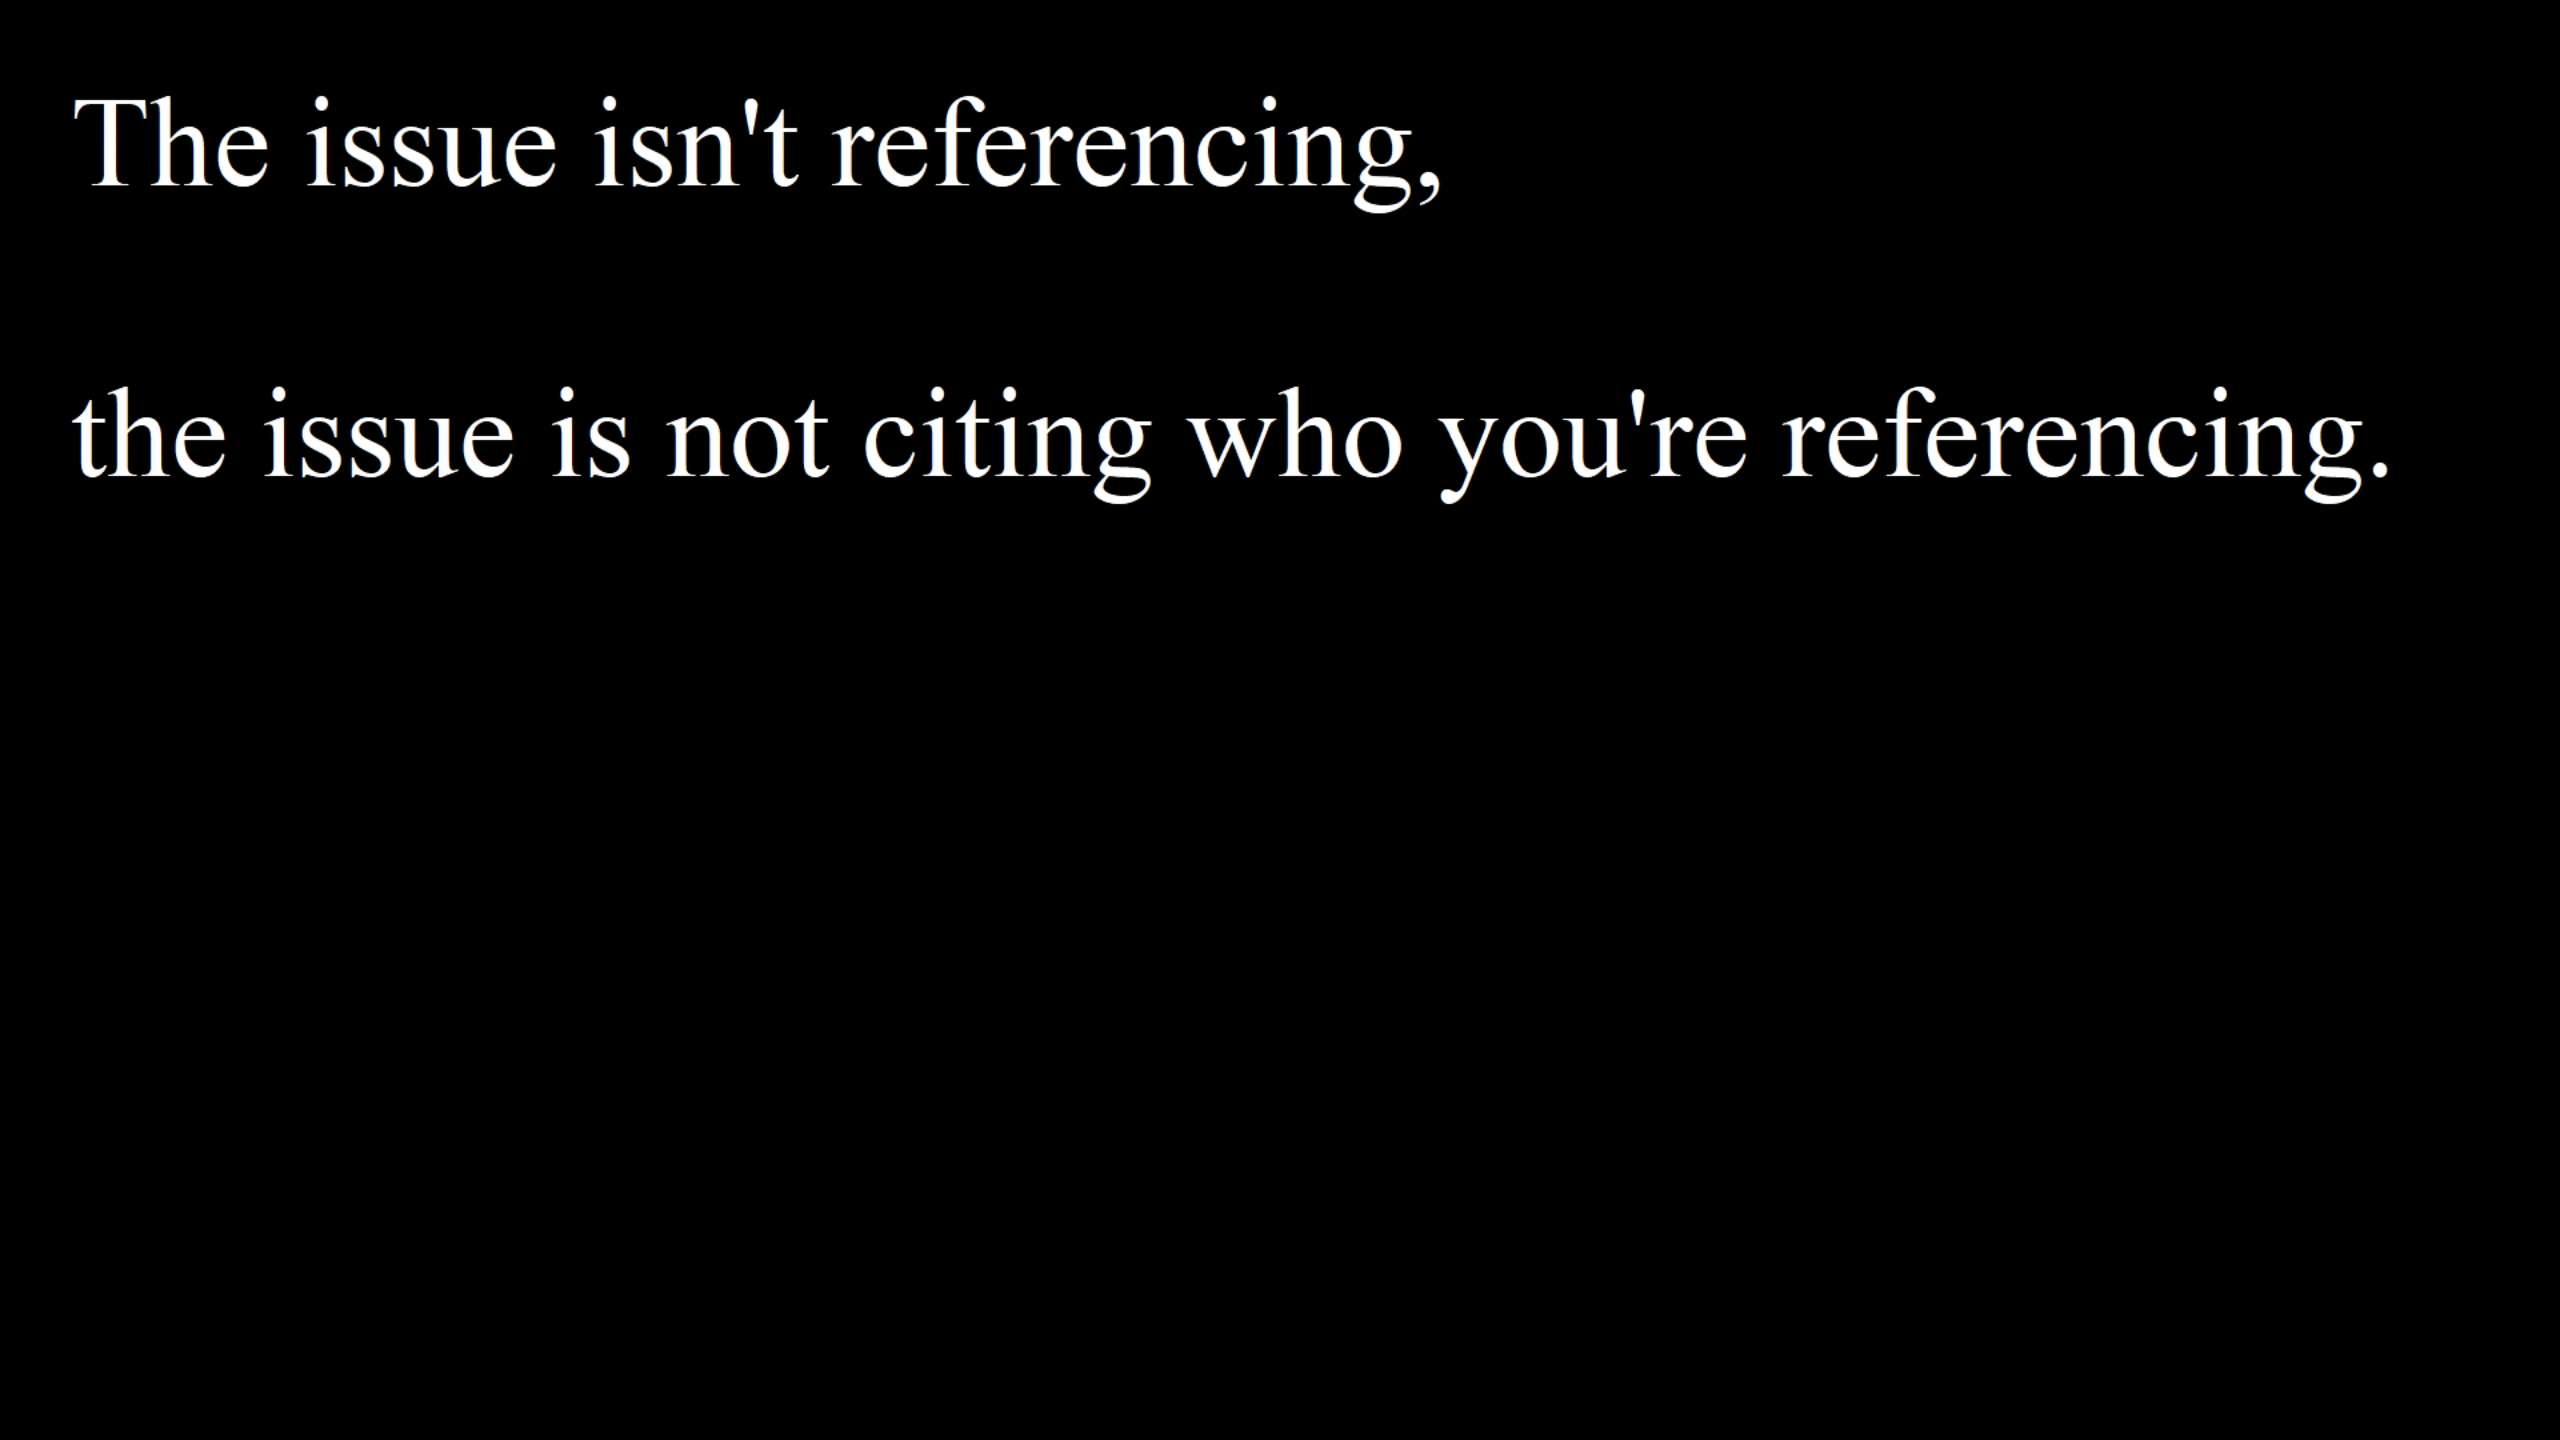 The issue isn't referencing,
the issue is not citing who you're referencing.